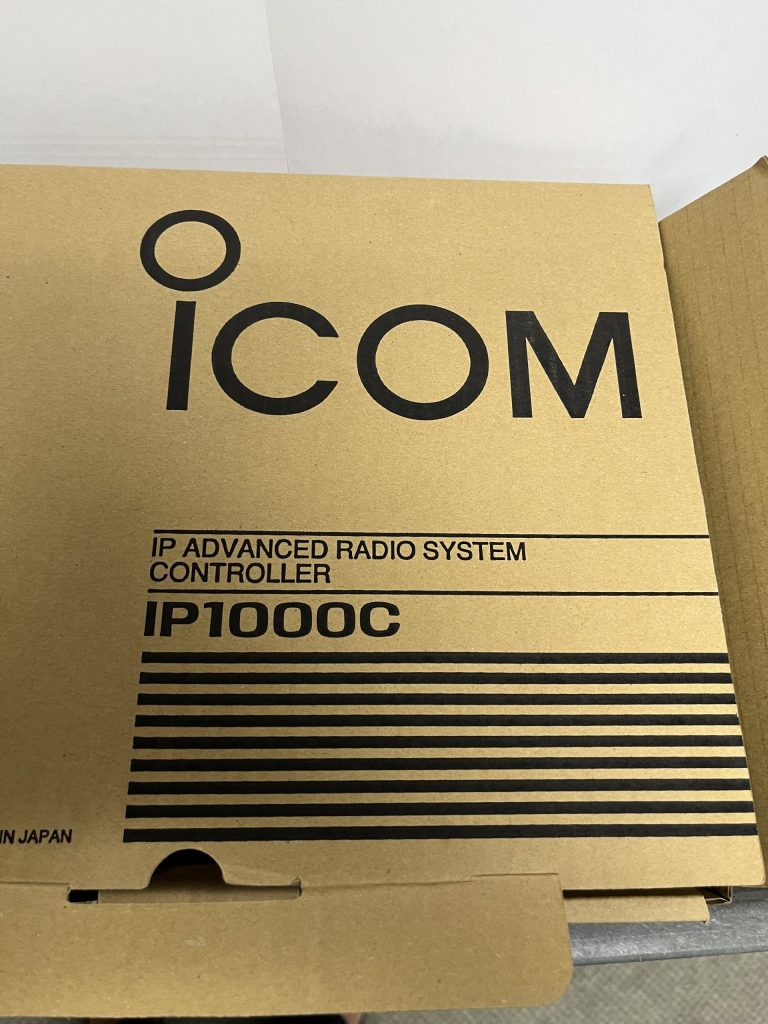 iCOM
IP ADVANCED RADIO SYSTEM
CONTROLLER
IP1000C
IN JAPAN